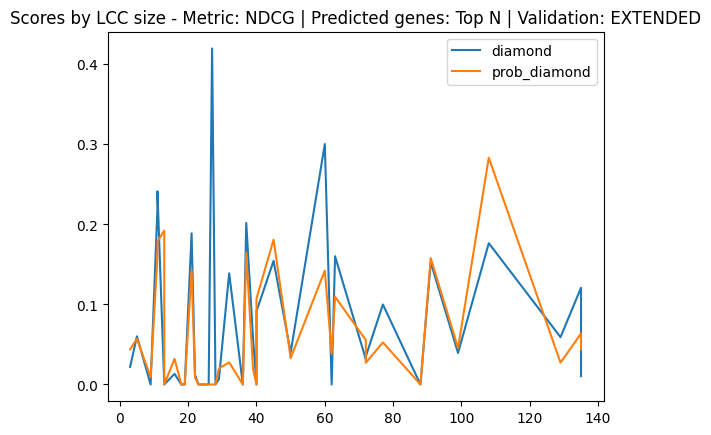 Scores by LCC size - Metric: NDCG | Predicted genes: Top N | Validation: EXTENDED
diamond
prob_diamond
0.4
0.3
0.2
0.1
0.0
0 20 40 60 80 100 120 140